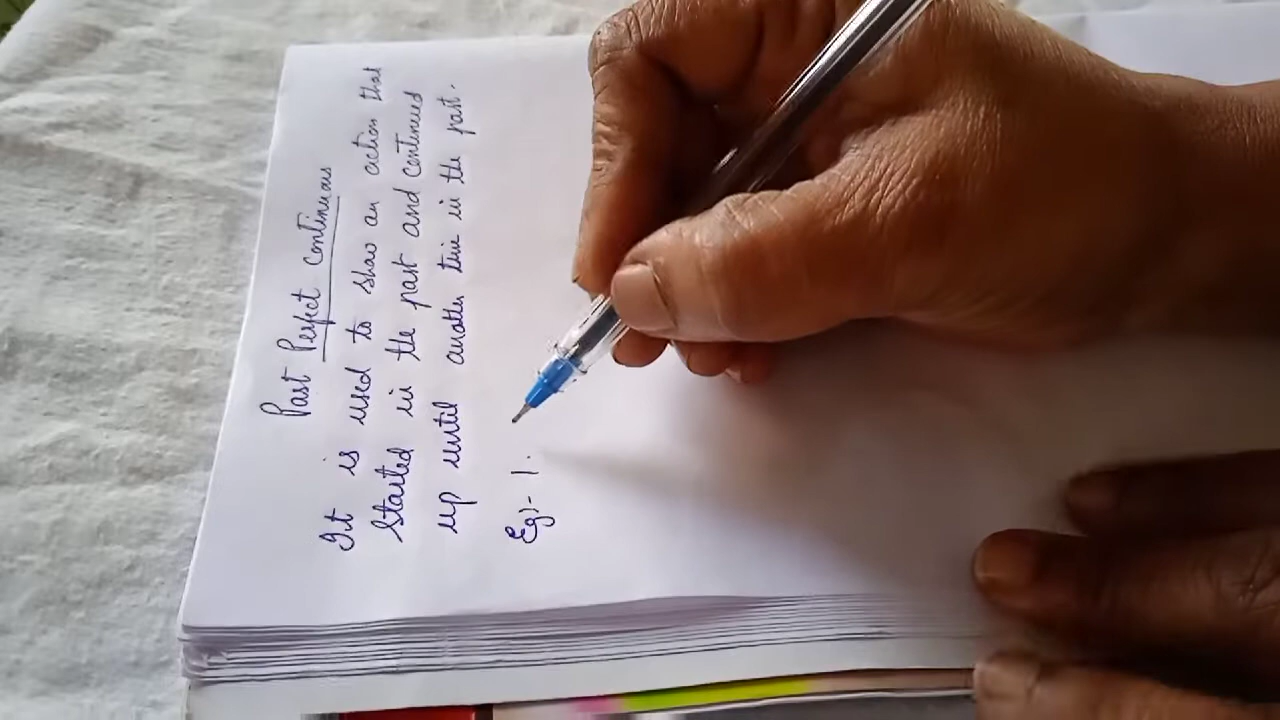 Past Perfect Continuous
It is used to show an action that
started in the past and continued
up until another time in the past.
Eg:- 1.